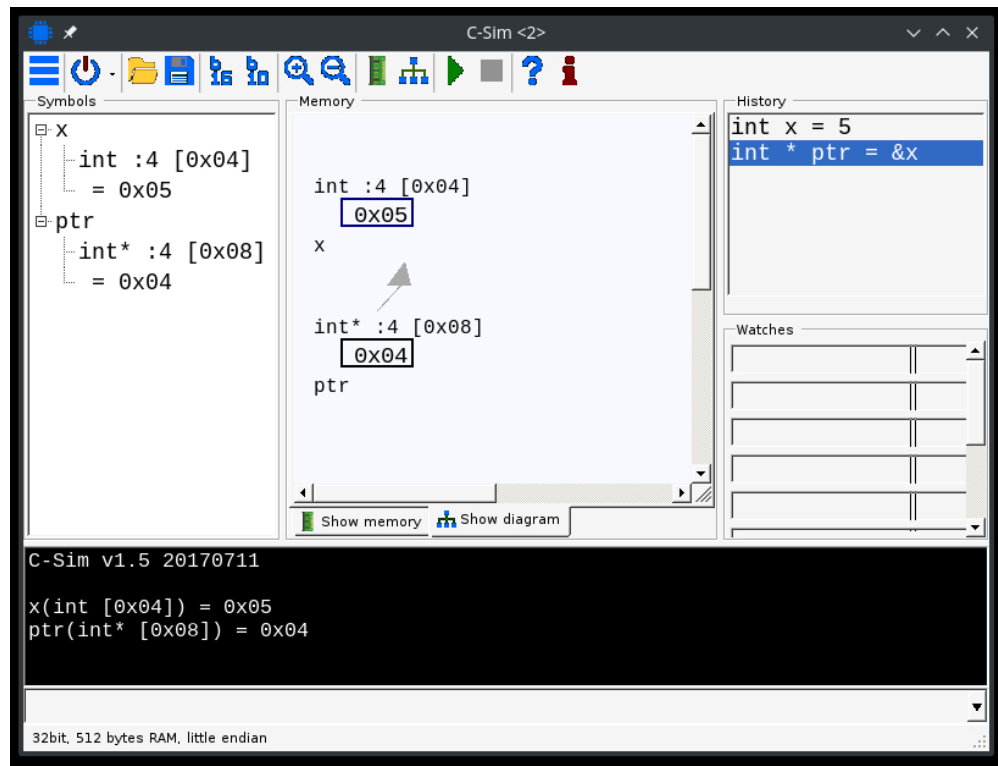 C-Sim <2>
Symbols
x
int :4 [0x04]
= 0x05
ptr
int* :4 [0x08]
= 0x04
Memory
int :4 [0x04]
0x05
x
int* :4 [0x08]
0x04
ptr
Show memory
Show diagram
History
int x = 5
int * ptr = &x
Watches
C-Sim v1.5 20170711
x(int [0x04]) = 0x05
ptr(int* [0x08]) = 0x04
32bit, 512 bytes RAM, little endian